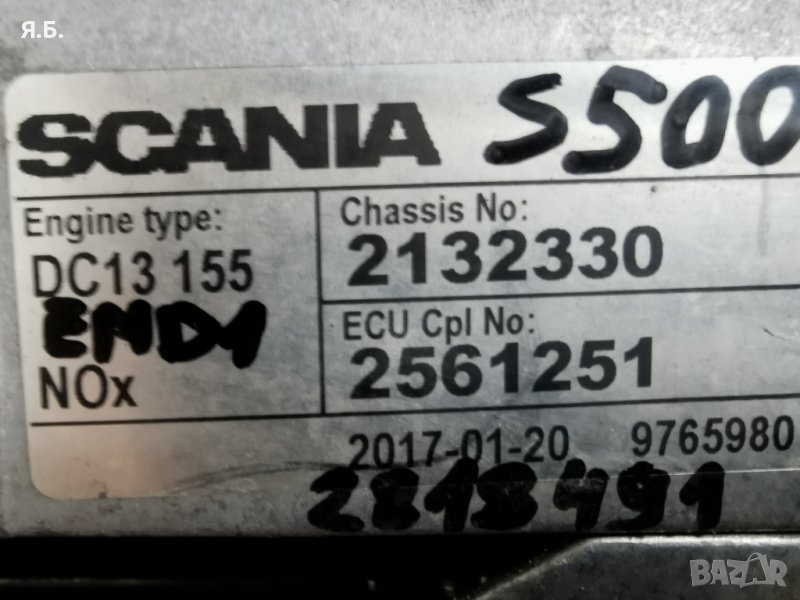 Я.Б.
SCANIA S500
Engine type:
DC13 155
END1
NOx
Chassis No:
2132330
ECU Cpl No:
2561251
2017-01-20 9765980
2818491
BAZAR